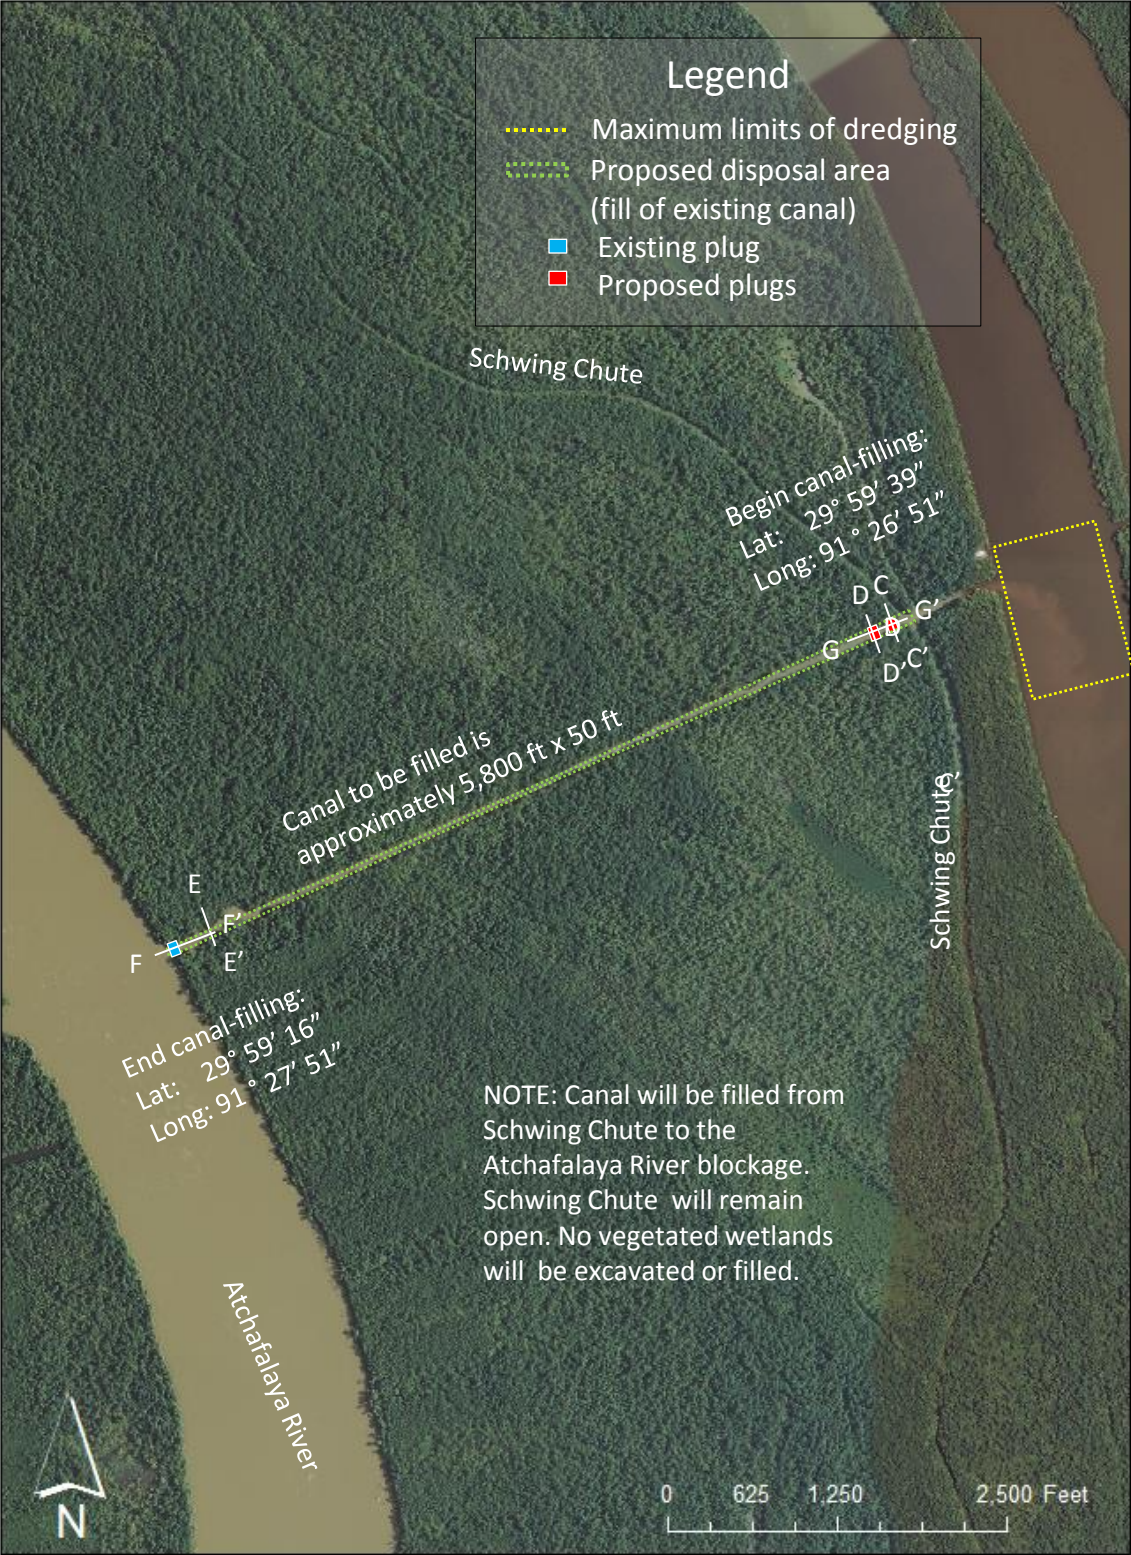 Legend
Maximum limits of dredging
Proposed disposal area
(fill of existing canal)
Existing plug
Proposed plugs
Schwing Chute
Begin canal-filling:
Lat: 29° 59’ 39”
Long: 91 ° 26’ 51”
D C
G’
G
D’ C’
Canal to be filled is
approximately 5,800 ft x 50 ft
Schwing Chute
E
F’
F
E’
End canal-filling:
Lat: 29° 59’ 16”
Long: 91 ° 27’ 51”
NOTE: Canal will be filled from
Schwing Chute to the
Atchafalaya River blockage.
Schwing Chute will remain
open. No vegetated wetlands
will be excavated or filled.
Atchafalaya River
N
0 625 1,250 2,500 Feet